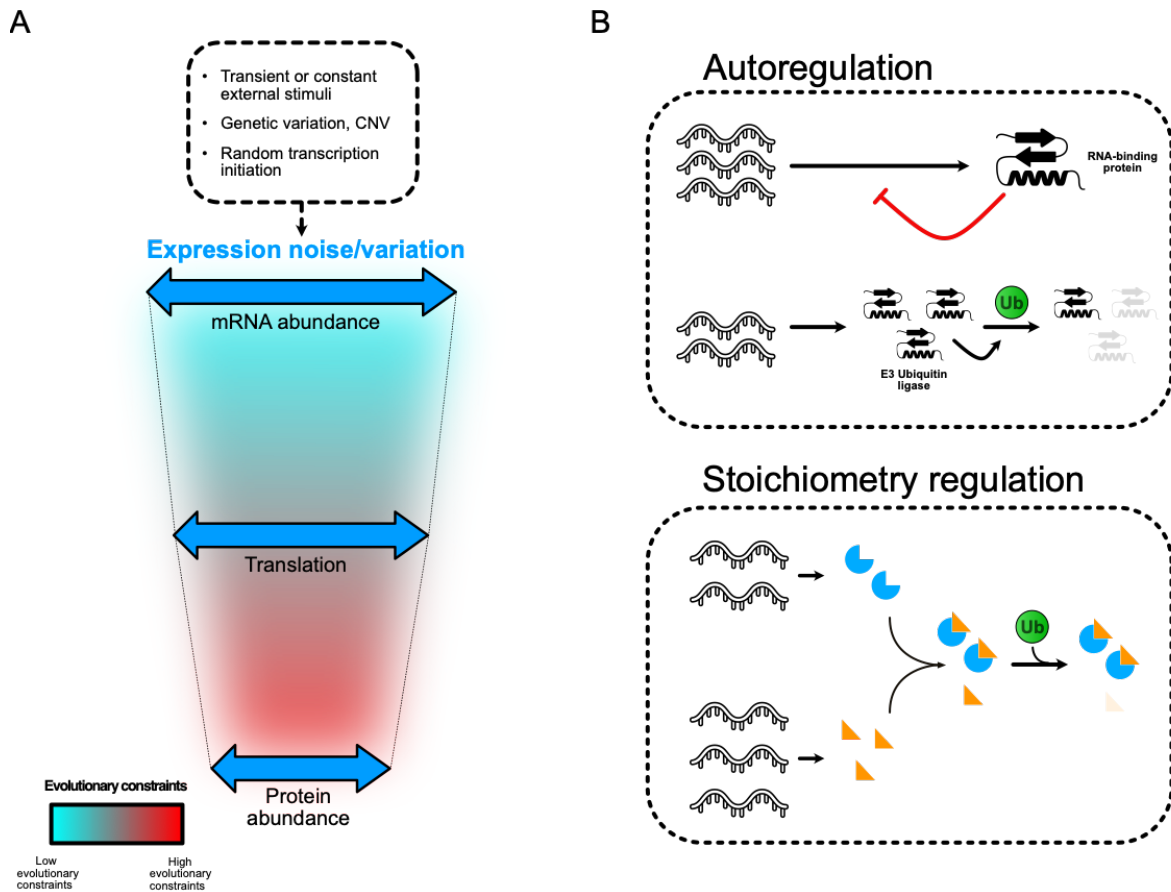 A
• Transient or constant
external stimuli
• Genetic variation, CNV
• Random transcription
initiation
Expression noise/variation
mRNA abundance
Translation
Protein
abundance
Evolutionary constraints
Low
evolutionary
constraints
High
evolutionary
constraints
B
Autoregulation
RNA-binding
protein
Ub
E3 Ubiquitin
ligase
Stoichiometry regulation
Ub